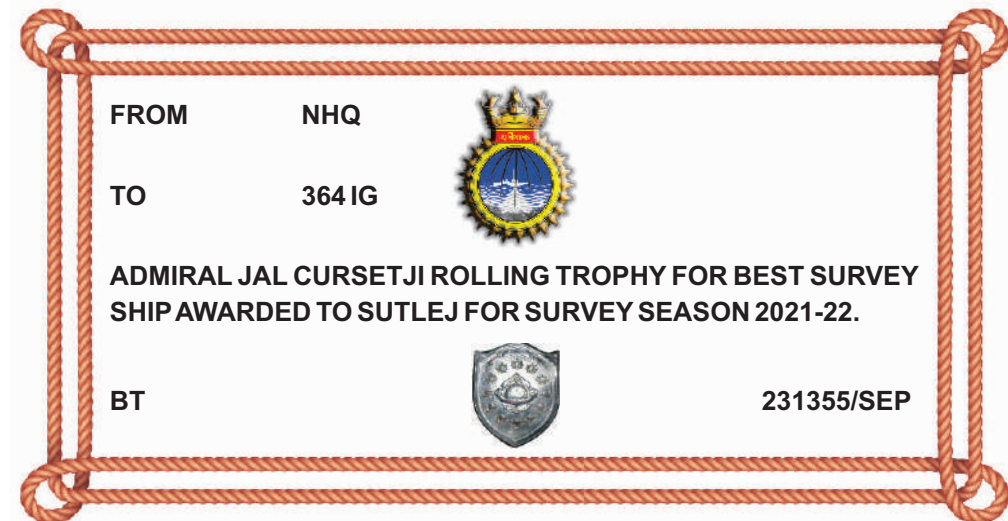 FROM NHQ
TO 364 IG
ADMIRAL JAL CURSETJI ROLLING TROPHY FOR BEST SURVEY
SHIP AWARDED TO SUTLEJ FOR SURVEY SEASON 2021-22.
BT 231355/SEP